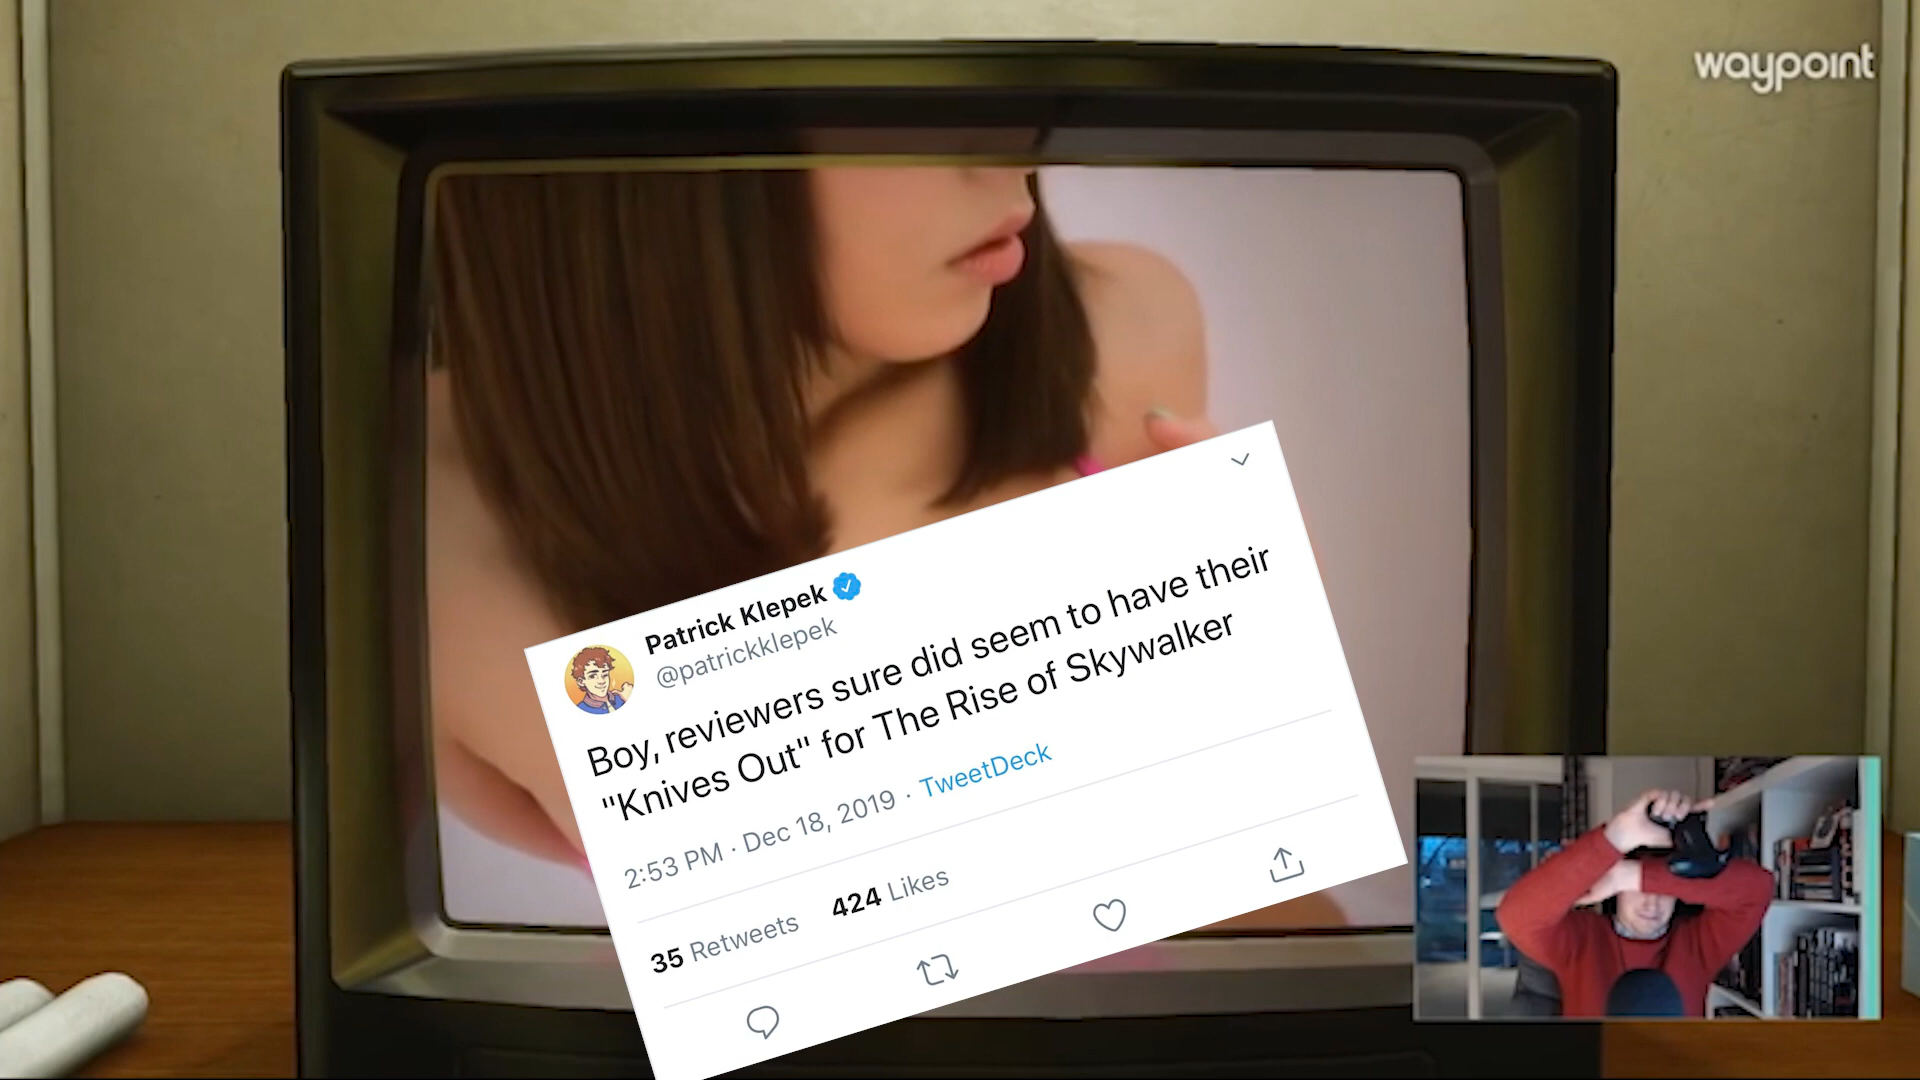 waypoint
Patrick Klepek
@patrickklepek
Boy, reviewers sure did seem to have their
"Knives Out" for The Rise of Skywalker
2:53 PM · Dec 18, 2019 · TweetDeck
35 Retweets 424 Likes